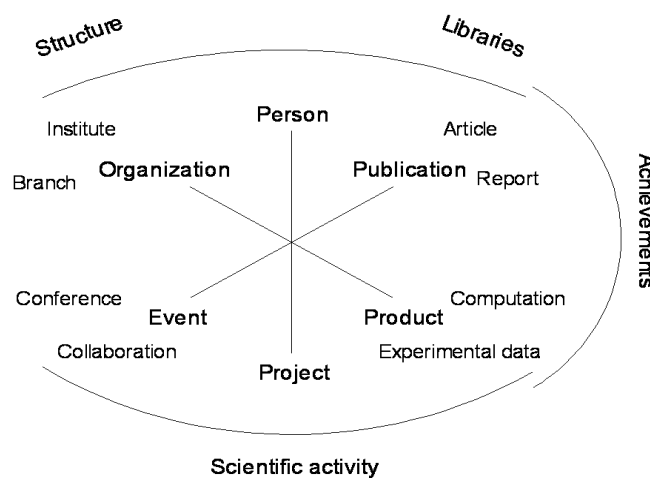 Structure
Libraries
Person
Institute
Article
Organization
Publication
Branch
Report
Achievements
Conference
Computation
Event
Product
Collaboration
Experimental data
Project
Scientific activity